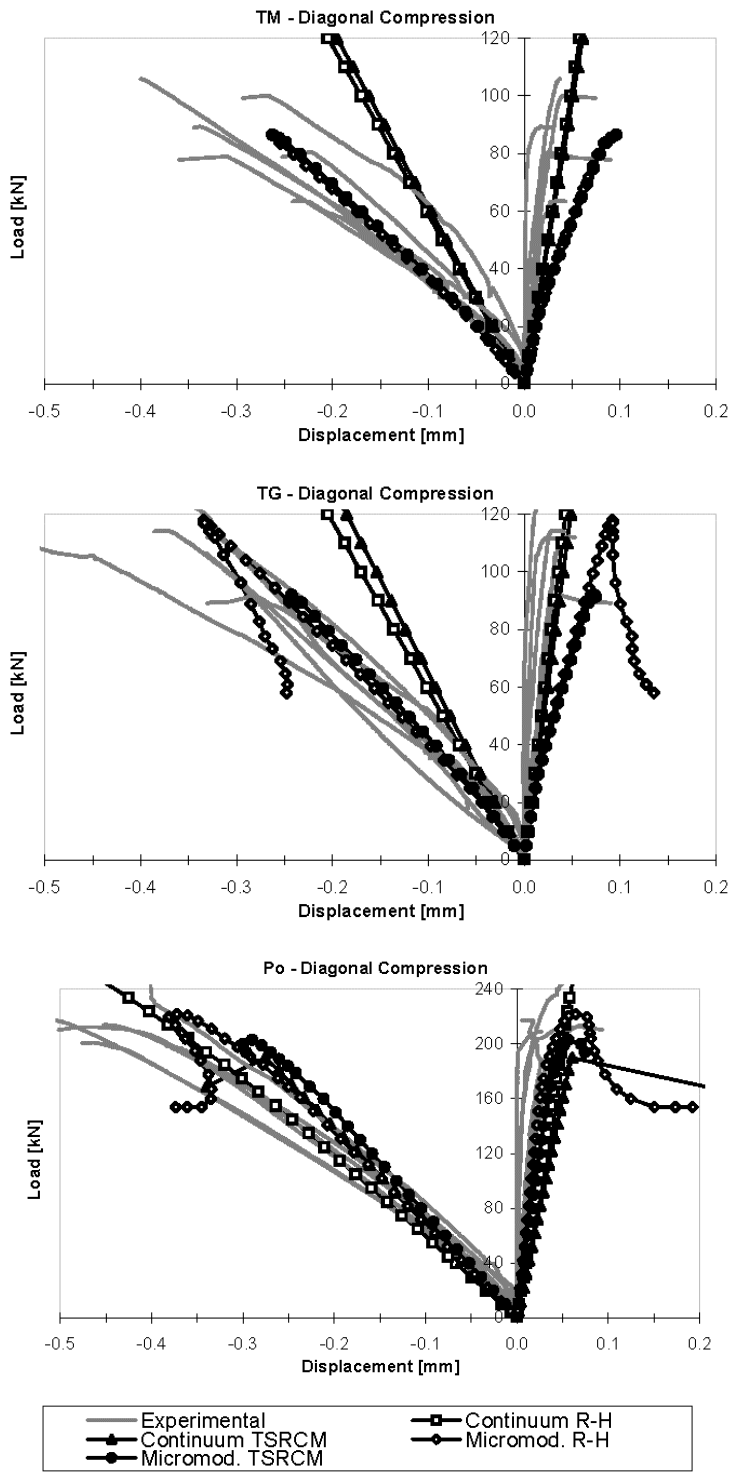 TM - Diagonal Compression
120
100
80
60
40
20
0
-0.5 -0.4 -0.3 -0.2 -0.1 0.0 0.1 0.2
Load [kN]
Displacement [mm]
TG - Diagonal Compression
120
100
80
60
40
20
0
-0.5 -0.4 -0.3 -0.2 -0.1 0.0 0.1 0.2
Load [kN]
Displacement [mm]
Po - Diagonal Compression
240
200
160
120
80
40
0
-0.5 -0.4 -0.3 -0.2 -0.1 0.0 0.1 0.2
Load [kN]
Displacement [mm]
Experimental Continuum R-H
Continuum TSRCM Micromod. R-H
Micromod. TSRCM